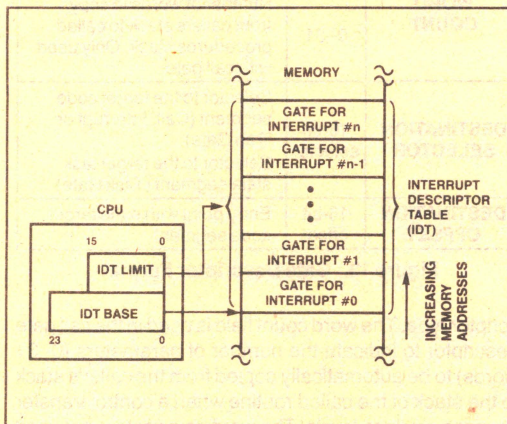 MEMORY
GATE FOR
INTERRUPT #n
GATE FOR
INTERRUPT #n-1
INTERRUPT
DESCRIPTOR
TABLE
(IDT)
CPU
15 0
IDT LIMIT
IDT BASE
23 0
GATE FOR
INTERRUPT #1
GATE FOR
INTERRUPT #0
INCREASING
MEMORY
ADDRESSES